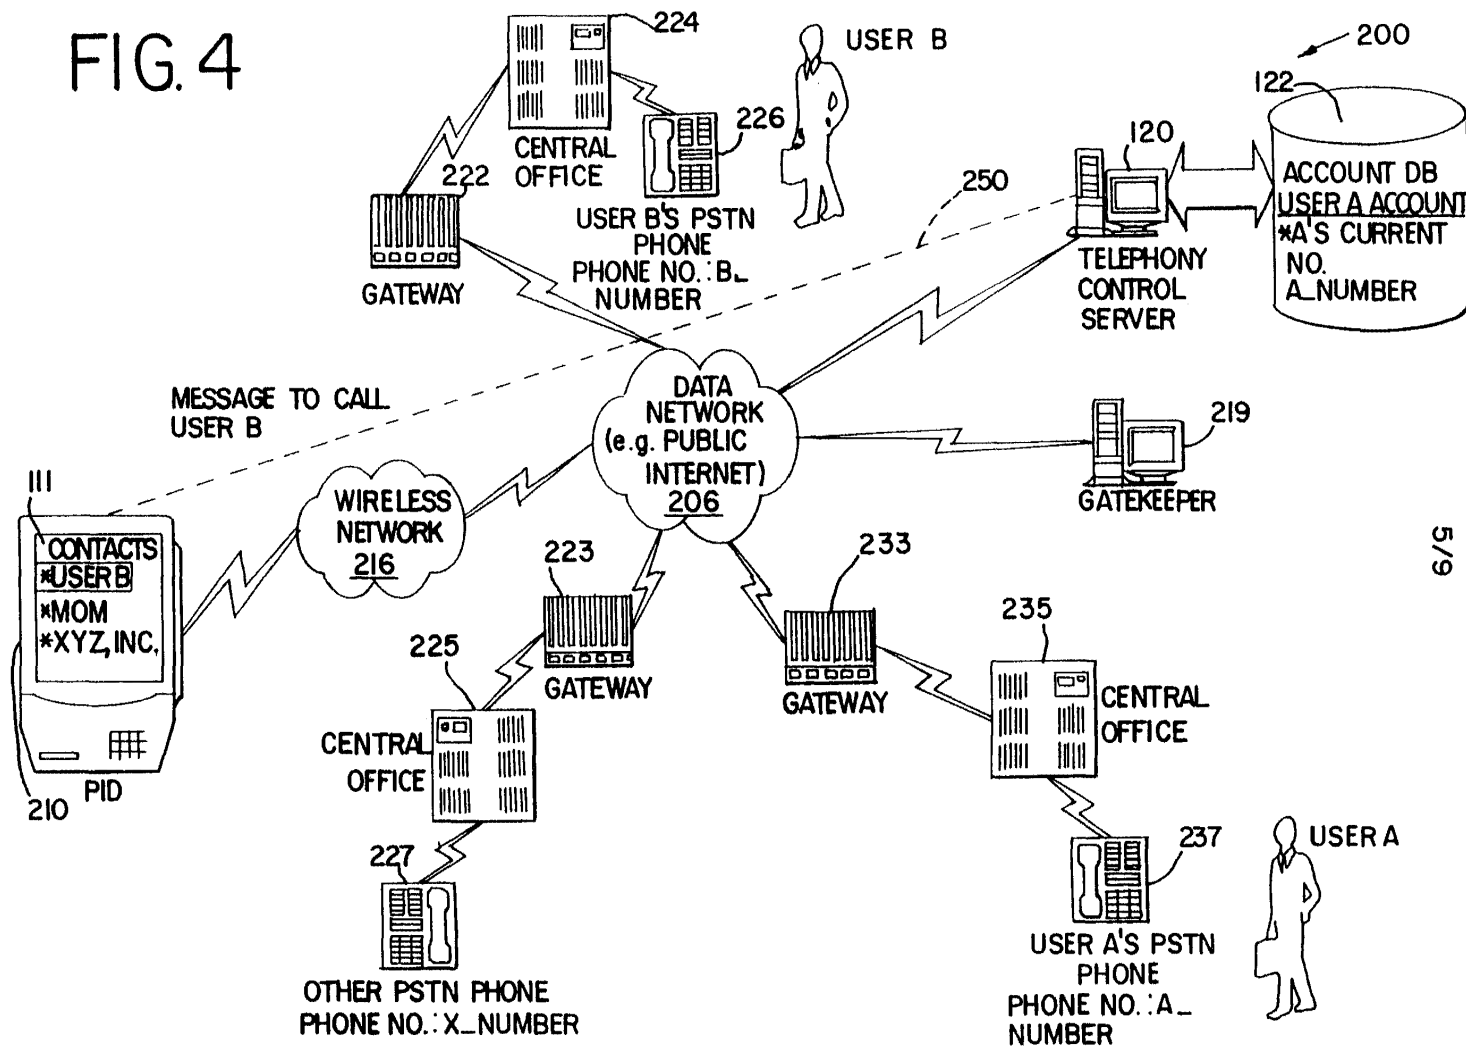 FIG. 4
224
USER B
200
122
CENTRAL
OFFICE
226
120
222
250
ACCOUNT DB
USER A ACCOUNT
*A'S CURRENT
NO.
A_NUMBER
USER B'S PSTN
PHONE
PHONE NO.:B_
NUMBER
GATEWAY
TELEPHONY
CONTROL
SERVER
MESSAGE TO CALL
USER B
DATA
NETWORK
(e.g. PUBLIC
INTERNET)
206
219
GATEKEEPER
111
WIRELESS
NETWORK
216
CONTACTS
*USER B
*MOM
*XYZ, INC.
PID
210
223
GATEWAY
233
GATEWAY
5/9
225
CENTRAL
OFFICE
235
CENTRAL
OFFICE
227
OTHER PSTN PHONE
PHONE NO.:X_NUMBER
237
USER A
USER A'S PSTN
PHONE
PHONE NO.:A_
NUMBER